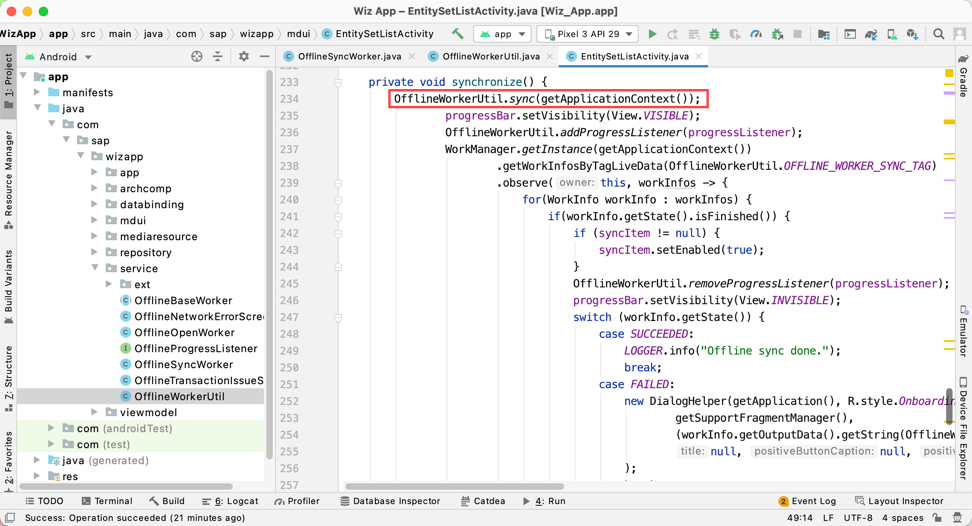 Wiz App – EntitySetListActivity.java [Wiz_App.app]
WizApp app src main java com sap wizapp mdui EntitySetListActivity app Pixel 3 API 29
Android OfflineSyncWorker.java OfflineWorkerUtil.java EntitySetListActivity.java
1: Project
Resource Manager
Build Variants
Z: Structure
2: Favorites
app
manifests
java
com
sap
wizapp
app
archcomp
databinding
mdui
mediaresource
repository
service
ext
OfflineBaseWorker
OfflineNetworkErrorScre
OfflineOpenWorker
OfflineProgressListener
OfflineSyncWorker
OfflineTransactionIssueS
OfflineWorkerUtil
viewmodel
com (androidTest)
com (test)
java (generated)
res
233 private void synchronize() {
234 OfflineWorkerUtil.sync(getApplicationContext());
235 progressBar.setVisibility(View.VISIBLE);
236 OfflineWorkerUtil.addProgressListener(progressListener);
237 WorkManager.getInstance(getApplicationContext())
238 .getWorkInfosByTagLiveData(OfflineWorkerUtil.OFFLINE_WORKER_SYNC_TAG)
239 .observe( owner: this, workInfos -> {
240 for(WorkInfo workInfo : workInfos) {
241 if(workInfo.getState().isFinished()) {
242 if (syncItem != null) {
243 syncItem.setEnabled(true);
244 }
245 OfflineWorkerUtil.removeProgressListener(progressListener);
246 progressBar.setVisibility(View.INVISIBLE);
247 switch (workInfo.getState()) {
248 case SUCCEEDED:
249 LOGGER.info("Offline sync done.");
250 break;
251 case FAILED:
252 new DialogHelper(getApplication(), R.style.Onboardin
253 getSupportFragmentManager(),
254 (workInfo.getOutputData().getString(OfflineW
255 title: null, positiveButtonCaption: null, positiv
256 );
257
Gradle
Emulator
Device File Explorer
TODO Terminal Build 6: Logcat Profiler Database Inspector Catdea 4: Run 2 Event Log Layout Inspector
Success: Operation succeeded (21 minutes ago) 49:14 LF UTF-8 4 spaces